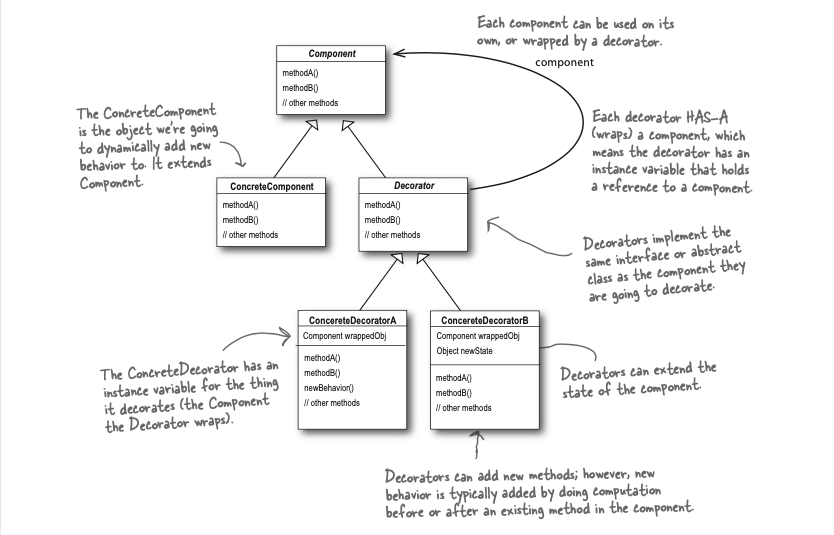 Each component can be used on its
own, or wrapped by a decorator.
component
Component
methodA()
methodB()
// other methods
The ConcreteComponent
is the object we're going
to dynamically add new
behavior to. It extends
Component.
Each decorator HAS-A
(wraps) a component, which
means the decorator has an
instance variable that holds
a reference to a component.
ConcreteComponent
methodA()
methodB()
// other methods
Decorator
methodA()
methodB()
// other methods
Decorators implement the
same interface or abstract
class as the component they
are going to decorate.
ConcereteDecoratorA
Component wrappedObj
methodA()
methodB()
newBehavior()
// other methods
ConcereteDecoratorB
Component wrappedObj
Object newState
methodA()
methodB()
// other methods
The ConcreteDecorator has an
instance variable for the thing
it decorates (the Component
the Decorator wraps).
Decorators can extend the
state of the component.
Decorators can add new methods; however, new
behavior is typically added by doing computation
before or after an existing method in the component.